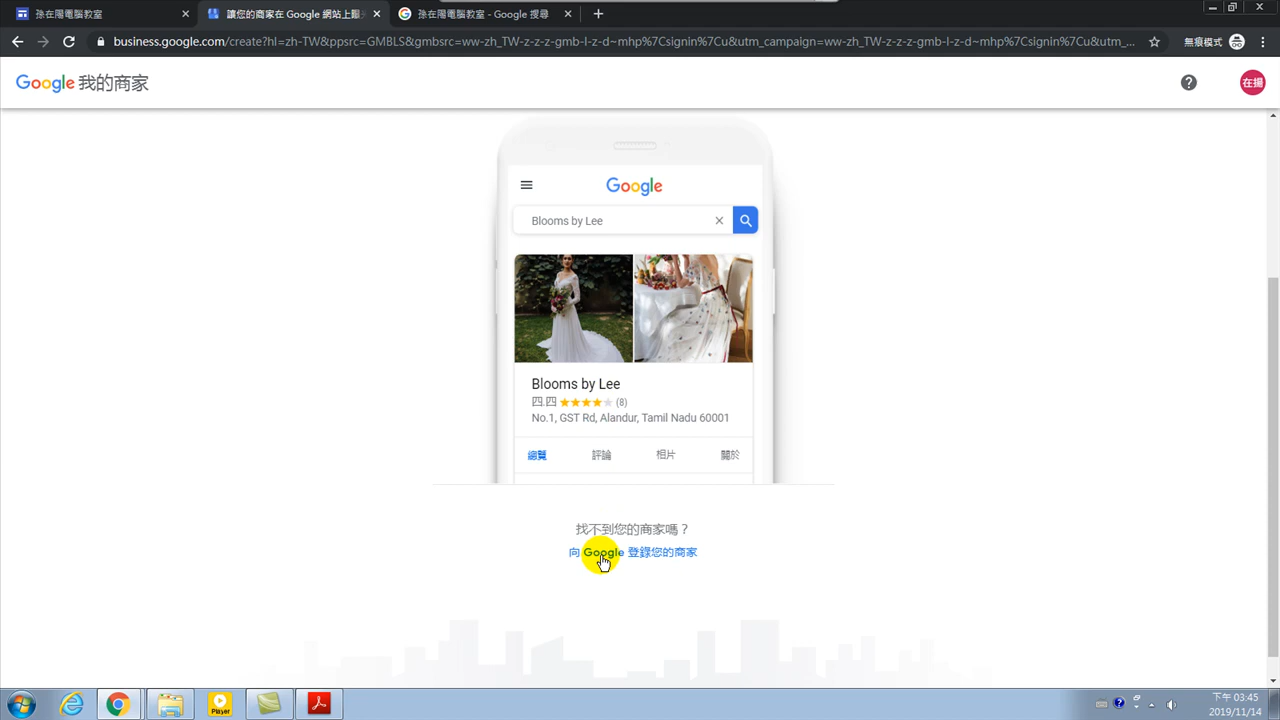 孫在陽電腦教室
讓您的商家在 Google 網站上顯
孫在陽電腦教室 - Google 搜尋
business.google.com/create?hl=zh-TW&ppsrc=GMBLS&gmbsrc=ww-zh_TW-z-z-z-gmb-l-z-d~mhp%7Csignin%7Cu&utm_campaign=ww-zh_TW-z-z-z-gmb-l-z-d~mhp%7Csignin%7Cu&utm_...
無痕模式
Google 我的商家
在揚
Google
Blooms by Lee
Blooms by Lee
四.四 (8)
No.1, GST Rd, Alandur, Tamil Nadu 60001
總覽 評論 相片 關於
找不到您的商家嗎？
向 Google 登錄您的商家
Player
下午 03:45
2019/11/14